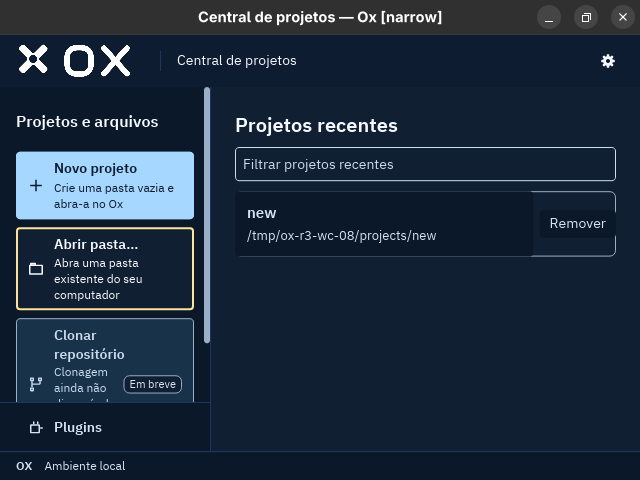 Central de projetos — Ox [narrow]
OX
Central de projetos
Projetos e arquivos
Novo projeto
Crie uma pasta vazia e
abra-a no Ox
Abrir pasta...
Abra uma pasta
existente do seu
computador
Clonar
repositório
Clonagem
ainda não
Em breve
Plugins
Projetos recentes
Filtrar projetos recentes
new
/tmp/ox-r3-wc-08/projects/new
Remover
OX
Ambiente local